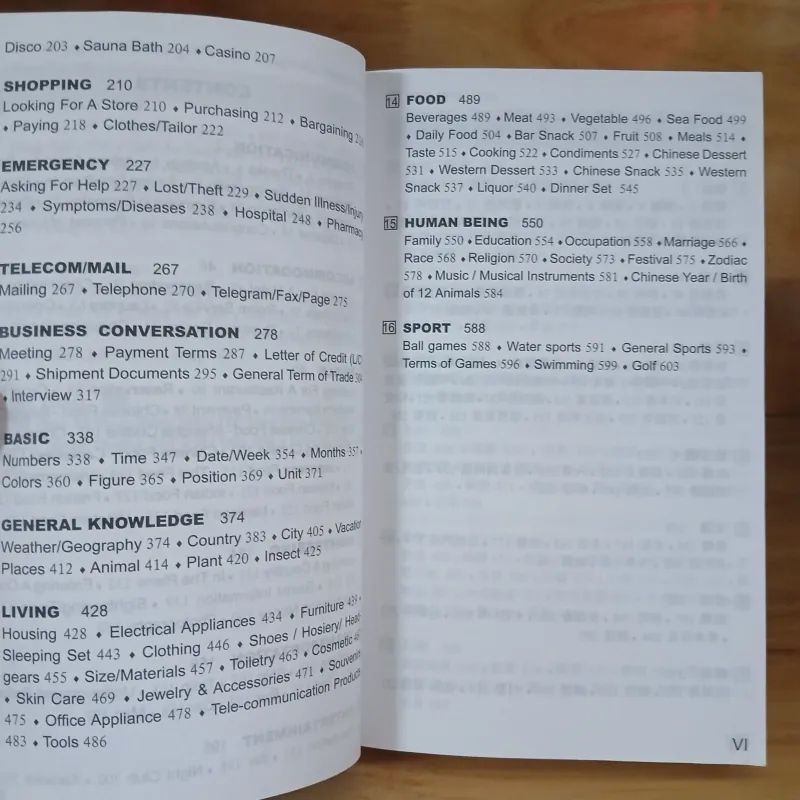 Disco 203 ♦ Sauna Bath 204 ♦ Casino 207
SHOPPING 210
Looking For A Store 210 ♦ Purchasing 212 ♦ Bargaining
♦ Paying 218 ♦ Clothes/Tailor 222
EMERGENCY 227
Asking For Help 227 ♦ Lost/Theft 229 ♦ Sudden Illness/Injury
234 ♦ Symptoms/Diseases 238 ♦ Hospital 248 ♦ Pharmacy
256
TELECOM/MAIL 267
Mailing 267 ♦ Telephone 270 ♦ Telegram/Fax/Page 275
BUSINESS CONVERSATION 278
Meeting 278 ♦ Payment Terms 287 ♦ Letter of Credit (L/C)
291 ♦ Shipment Documents 295 ♦ General Term of Trade
♦ Interview 317
BASIC 338
Numbers 338 ♦ Time 347 ♦ Date/Week 354 ♦ Months 357 ♦
Colors 360 ♦ Figure 365 ♦ Position 369 ♦ Unit 371
GENERAL KNOWLEDGE 374
Weather/Geography 374 ♦ Country 383 ♦ City 405 ♦ Vacation
Places 412 ♦ Animal 414 ♦ Plant 420 ♦ Insect 425
LIVING 428
Housing 428 ♦ Electrical Appliances 434 ♦ Furniture 439 ♦
Sleeping Set 443 ♦ Clothing 446 ♦ Shoes / Hosiery/ Head-
gears 455 ♦ Size/Materials 457 ♦ Toiletry 463 ♦ Cosmetic
♦ Skin Care 469 ♦ Jewelry & Accessories 471 ♦ Souvenirs
475 ♦ Office Appliance 478 ♦ Tele-communication Products
483 ♦ Tools 486
14 FOOD 489
Beverages 489 ♦ Meat 493 ♦ Vegetable 496 ♦ Sea Food 499
♦ Daily Food 504 ♦ Bar Snack 507 ♦ Fruit 508 ♦ Meals 514 ♦
Taste 515 ♦ Cooking 522 ♦ Condiments 527 ♦ Chinese Dessert
531 ♦ Western Dessert 533 ♦ Chinese Snack 535 ♦ Western
Snack 537 ♦ Liquor 540 ♦ Dinner Set 545
15 HUMAN BEING 550
Family 550 ♦ Education 554 ♦ Occupation 558 ♦ Marriage 566 ♦
Race 568 ♦ Religion 570 ♦ Society 573 ♦ Festival 575 ♦ Zodiac
578 ♦ Music / Musical Instruments 581 ♦ Chinese Year / Birth
of 12 Animals 584
16 SPORT 588
Ball games 588 ♦ Water sports 591 ♦ General Sports 593 ♦
Terms of Games 596 ♦ Swimming 599 ♦ Golf 603
VI